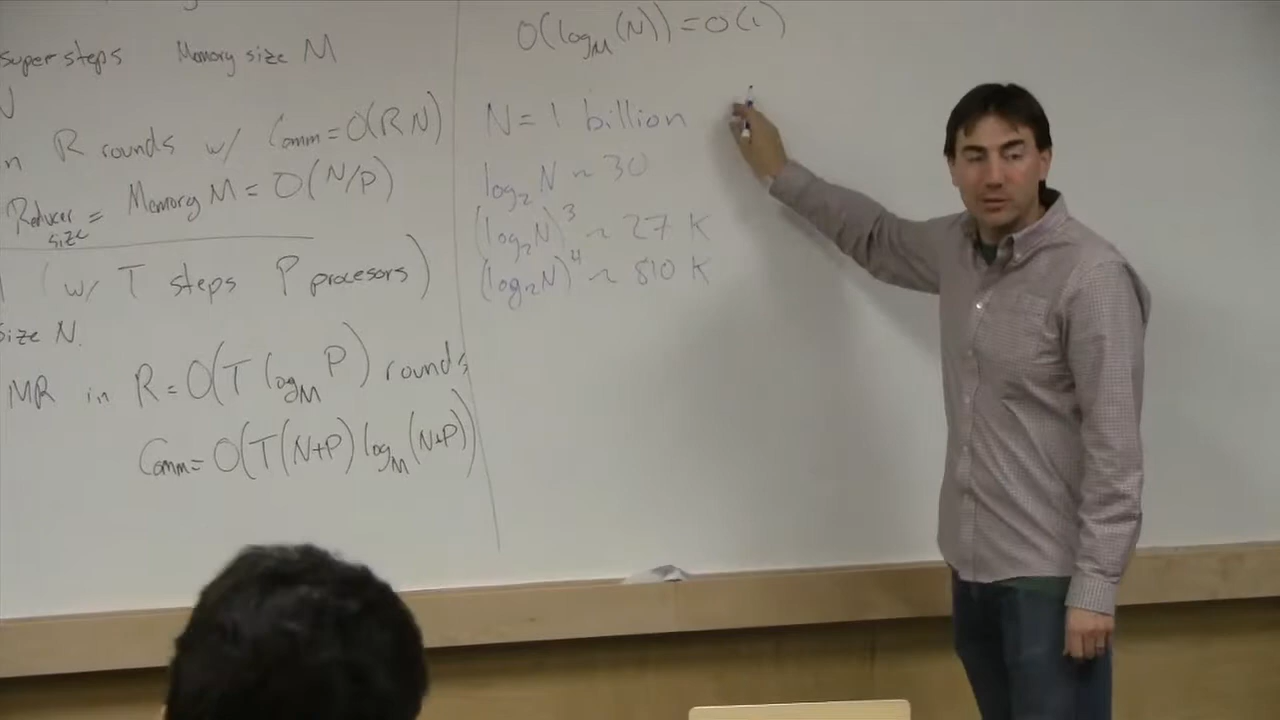 super steps Memory size M
N
in R rounds w/ Comm = O(RN)
Reducer size = Memory M = O(N/P)
(w/ T steps P procesors)
size N.
MR in R = O(T log_M P) rounds
Comm = O(T(N+P) log_M (N+P))
O(log_M (N)) = O(1)
N = 1 billion
log_2 N ~ 30
(log_2 N)^3 ~ 27 K
(log_2 N)^4 ~ 810 K